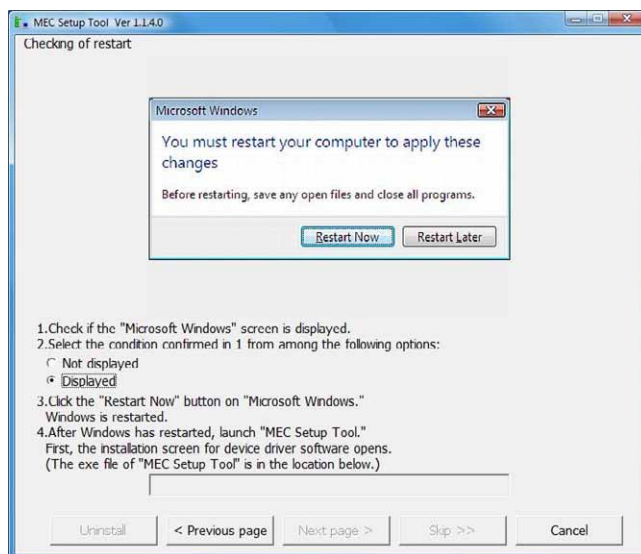 MEC Setup Tool Ver 1.1.4.0
Checking of restart
Microsoft Windows
You must restart your computer to apply these
changes
Before restarting, save any open files and close all programs.
Restart Now
Restart Later
1.Check if the "Microsoft Windows" screen is displayed.
2.Select the condition confirmed in 1 from among the following options:
Not displayed
Displayed
3.Click the "Restart Now" button on "Microsoft Windows."
Windows is restarted.
4.After Windows has restarted, launch "MEC Setup Tool."
First, the installation screen for device driver software opens.
(The exe file of "MEC Setup Tool" is in the location below.)
Uninstall
< Previous page
Next page >
Skip >>
Cancel